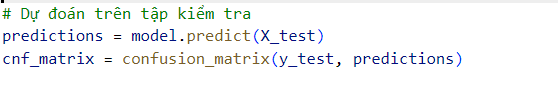 # Dự đoán trên tập kiểm tra
predictions = model.predict(X_test)
cnf_matrix = confusion_matrix(y_test, predictions)